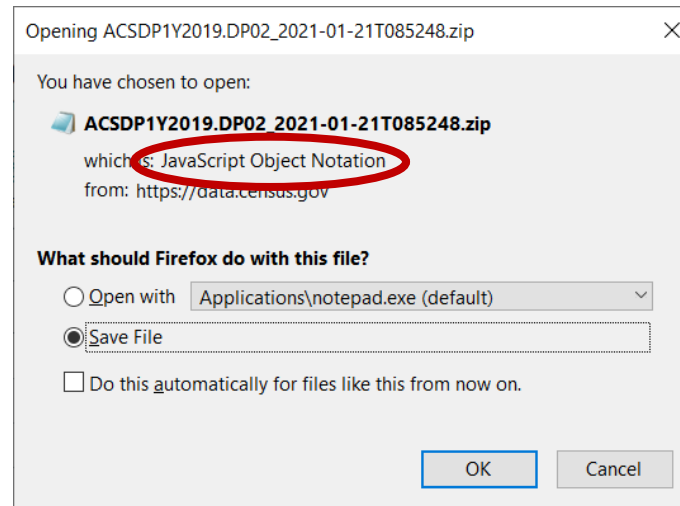 Opening ACSDP1Y2019.DP02_2021-01-21T085248.zip
You have chosen to open:
ACSDP1Y2019.DP02_2021-01-21T085248.zip
which is: JavaScript Object Notation
from: https://data.census.gov
What should Firefox do with this file?
Open with Applications\notepad.exe (default)
Save File
Do this automatically for files like this from now on.
OK Cancel